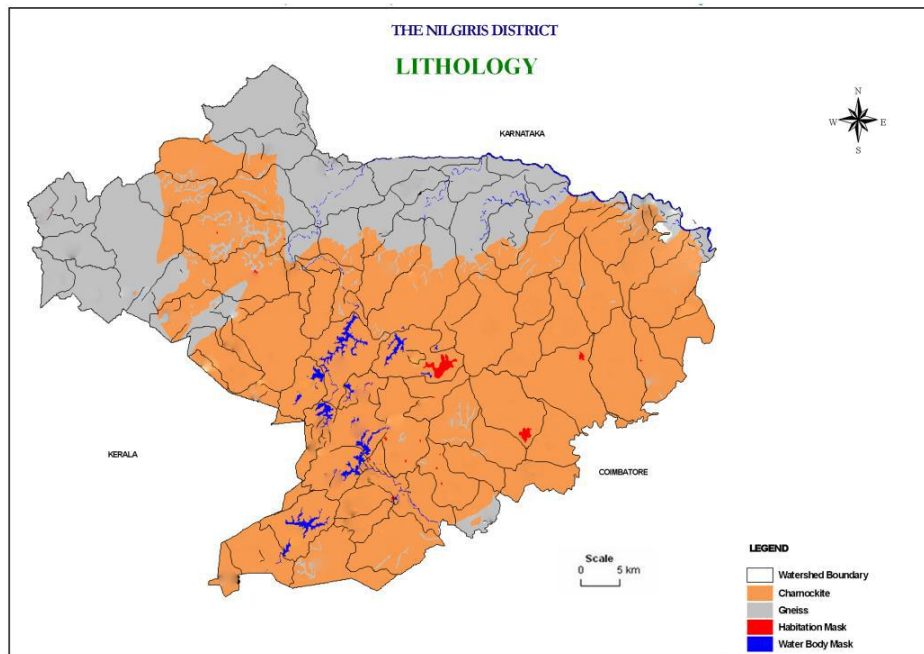 THE NILGIRIS DISTRICT
LITHOLOGY
N
W E
S
KARNATAKA
KERALA
COIMBATORE
Scale
0 5 km
LEGEND
Watershed Boundary
Charnockite
Gneiss
Habitation Mask
Water Body Mask